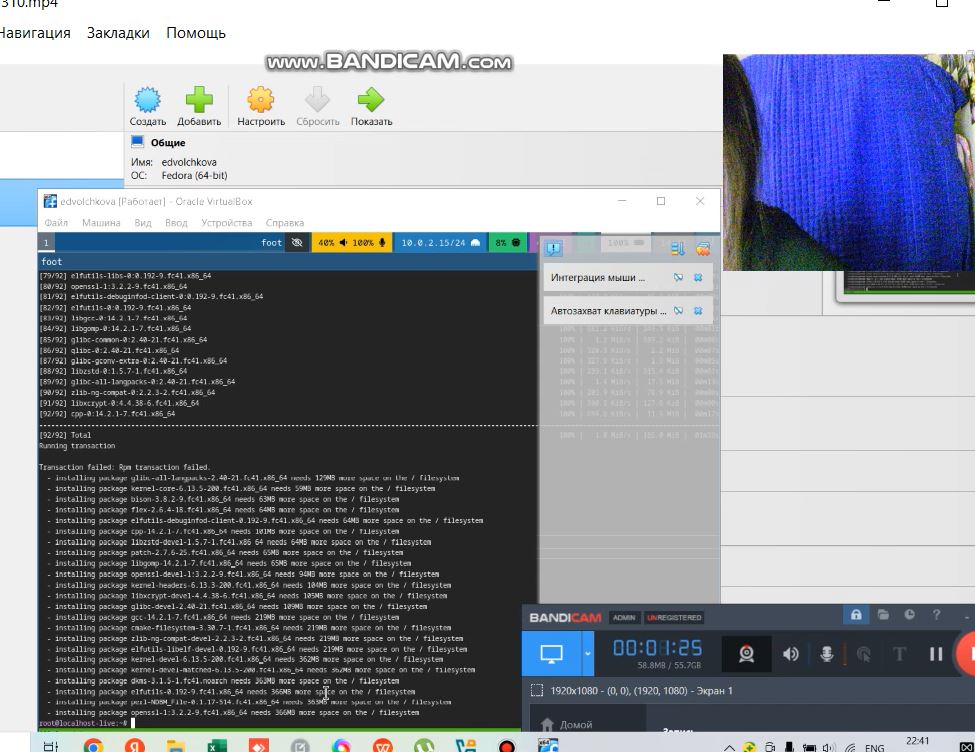 310.mp4
Навигация Закладки Помощь
www.BANDICAM.com
Создать Добавить Настроить Сбросить Показать
Общие
Имя: edvolchkova
ОС: Fedora (64-bit)
edvolchkova [Работает] - Oracle VirtualBox
Файл Машина Вид Ввод Устройства Справка
1 foot 40% 100% 10.0.2.15/24 8% 100%
foot
Интеграция мыши ...
Автозахват клавиатуры ...
[79/92] elfutils-libs-0:0.192-9.fc41.x86_64
[80/92] openssl-1:3.2.2-9.fc41.x86_64
[81/92] elfutils-debuginfod-client-0:0.192-9.fc41.x86_64
[82/92] elfutils-0:0.192-9.fc41.x86_64
[83/92] libgcc-0:14.2.1-7.fc41.x86_64
[84/92] libgomp-0:14.2.1-7.fc41.x86_64
[85/92] glibc-common-0:2.40-21.fc41.x86_64
[86/92] glibc-0:2.40-21.fc41.x86_64
[87/92] glibc-gconv-extra-0:2.40-21.fc41.x86_64
[88/92] libzstd-0:1.5.7-1.fc41.x86_64
[89/92] glibc-all-langpacks-0:2.40-21.fc41.x86_64
[90/92] zlib-ng-compat-0:2.2.3-2.fc41.x86_64
[91/92] libxcrypt-0:4.4.38-6.fc41.x86_64
[92/92] cpp-0:14.2.1-7.fc41.x86_64
[92/92] Total
Running transaction
Transaction failed: Rpm transaction failed.
- installing package glibc-all-langpacks-2.40-21.fc41.x86_64 needs 129MB more space on the / filesystem
- installing package kernel-core-6.13.5-200.fc41.x86_64 needs 59MB more space on the / filesystem
- installing package bison-3.8.2-9.fc41.x86_64 needs 63MB more space on the / filesystem
- installing package flex-2.6.4-18.fc41.x86_64 needs 64MB more space on the / filesystem
- installing package elfutils-debuginfod-client-0.192-9.fc41.x86_64 needs 64MB more space on the / filesystem
- installing package cpp-14.2.1-7.fc41.x86_64 needs 101MB more space on the / filesystem
- installing package libzstd-devel-1.5.7-1.fc41.x86_64 needs 64MB more space on the / filesystem
- installing package patch-2.7.6-25.fc41.x86_64 needs 65MB more space on the / filesystem
- installing package libgomp-14.2.1-7.fc41.x86_64 needs 65MB more space on the / filesystem
- installing package openssl-devel-1:3.2.2-9.fc41.x86_64 needs 94MB more space on the / filesystem
- installing package kernel-headers-6.13.3-200.fc41.x86_64 needs 104MB more space on the / filesystem
- installing package libxcrypt-devel-4.4.38-6.fc41.x86_64 needs 105MB more space on the / filesystem
- installing package glibc-devel-2.40-21.fc41.x86_64 needs 109MB more space on the / filesystem
- installing package gcc-14.2.1-7.fc41.x86_64 needs 219MB more space on the / filesystem
- installing package cmake-filesystem-3.30.7-1.fc41.x86_64 needs 219MB more space on the / filesystem
- installing package zlib-ng-compat-devel-2.2.3-2.fc41.x86_64 needs 219MB more space on the / filesystem
- installing package elfutils-libelf-devel-0.192-9.fc41.x86_64 needs 219MB more space on the / filesystem
- installing package kernel-devel-6.13.5-200.fc41.x86_64 needs 362MB more space on the / filesystem
- installing package kernel-devel-matched-6.13.5-200.fc41.x86_64 needs 362MB more space on the / filesystem
- installing package dkms-3.1.5-1.fc41.noarch needs 363MB more space on the / filesystem
- installing package elfutils-0.192-9.fc41.x86_64 needs 366MB more space on the / filesystem
- installing package perl-NDBM_File-0:1.17-514.fc41.x86_64 needs 363MB more space on the / filesystem
- installing package openssl-1:3.2.2-9.fc41.x86_64 needs 366MB more space on the / filesystem
root@localhost-live:~#
BANDICAM ADMIN UNREGISTERED
00:01:25
58.8MB / 55.7GB
1920x1080 - (0, 0), (1920, 1080) - Экран 1
Домой
Запись
ENG 22:41